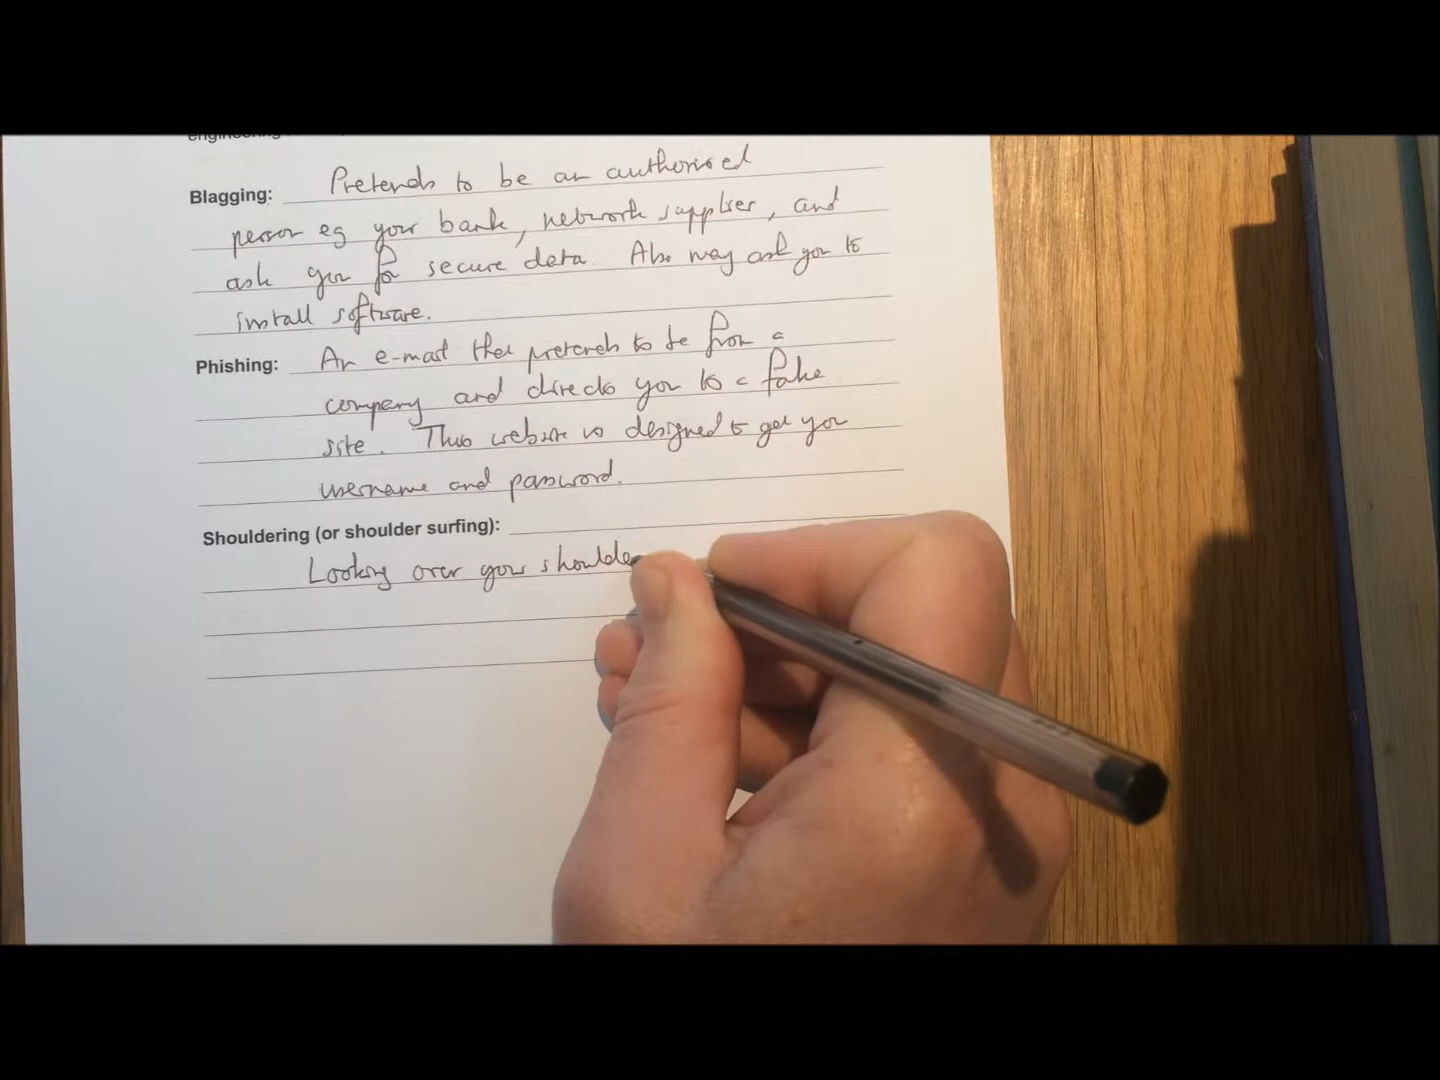 engineering
Blagging: Pretends to be an authorised
person eg your bank, network supplier, and
ask you for secure data. Also may ask you to
install software.
Phishing: An e-mail that pretends to be from a
company and directs you to a fake
site. This website is designed to get you
username and password.
Shouldering (or shoulder surfing):
Looking over your shoulde